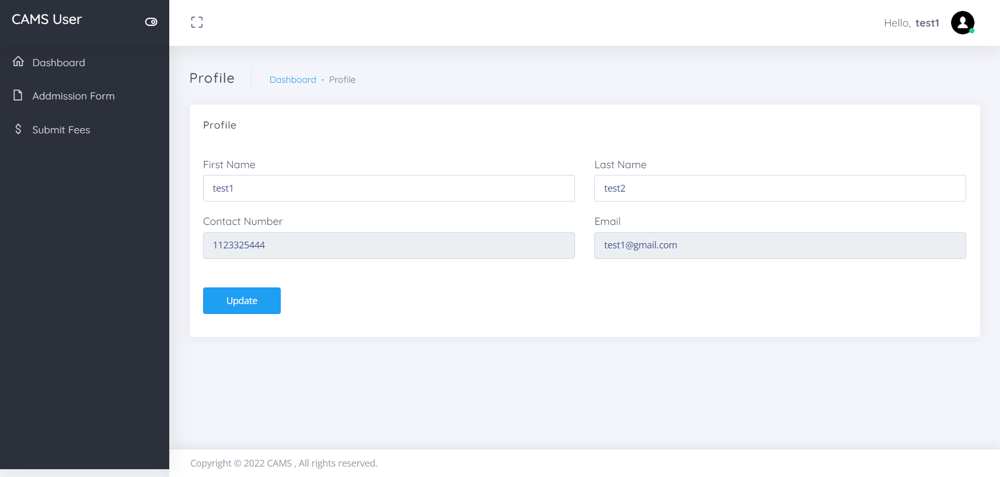 CAMS User
Hello, test1
Dashboard
Addmission Form
Submit Fees
Profile
Dashboard - Profile
Profile
First Name
Last Name
test1
test2
Contact Number
Email
1123325444
test1@gmail.com
Update
Copyright © 2022 CAMS , All rights reserved.